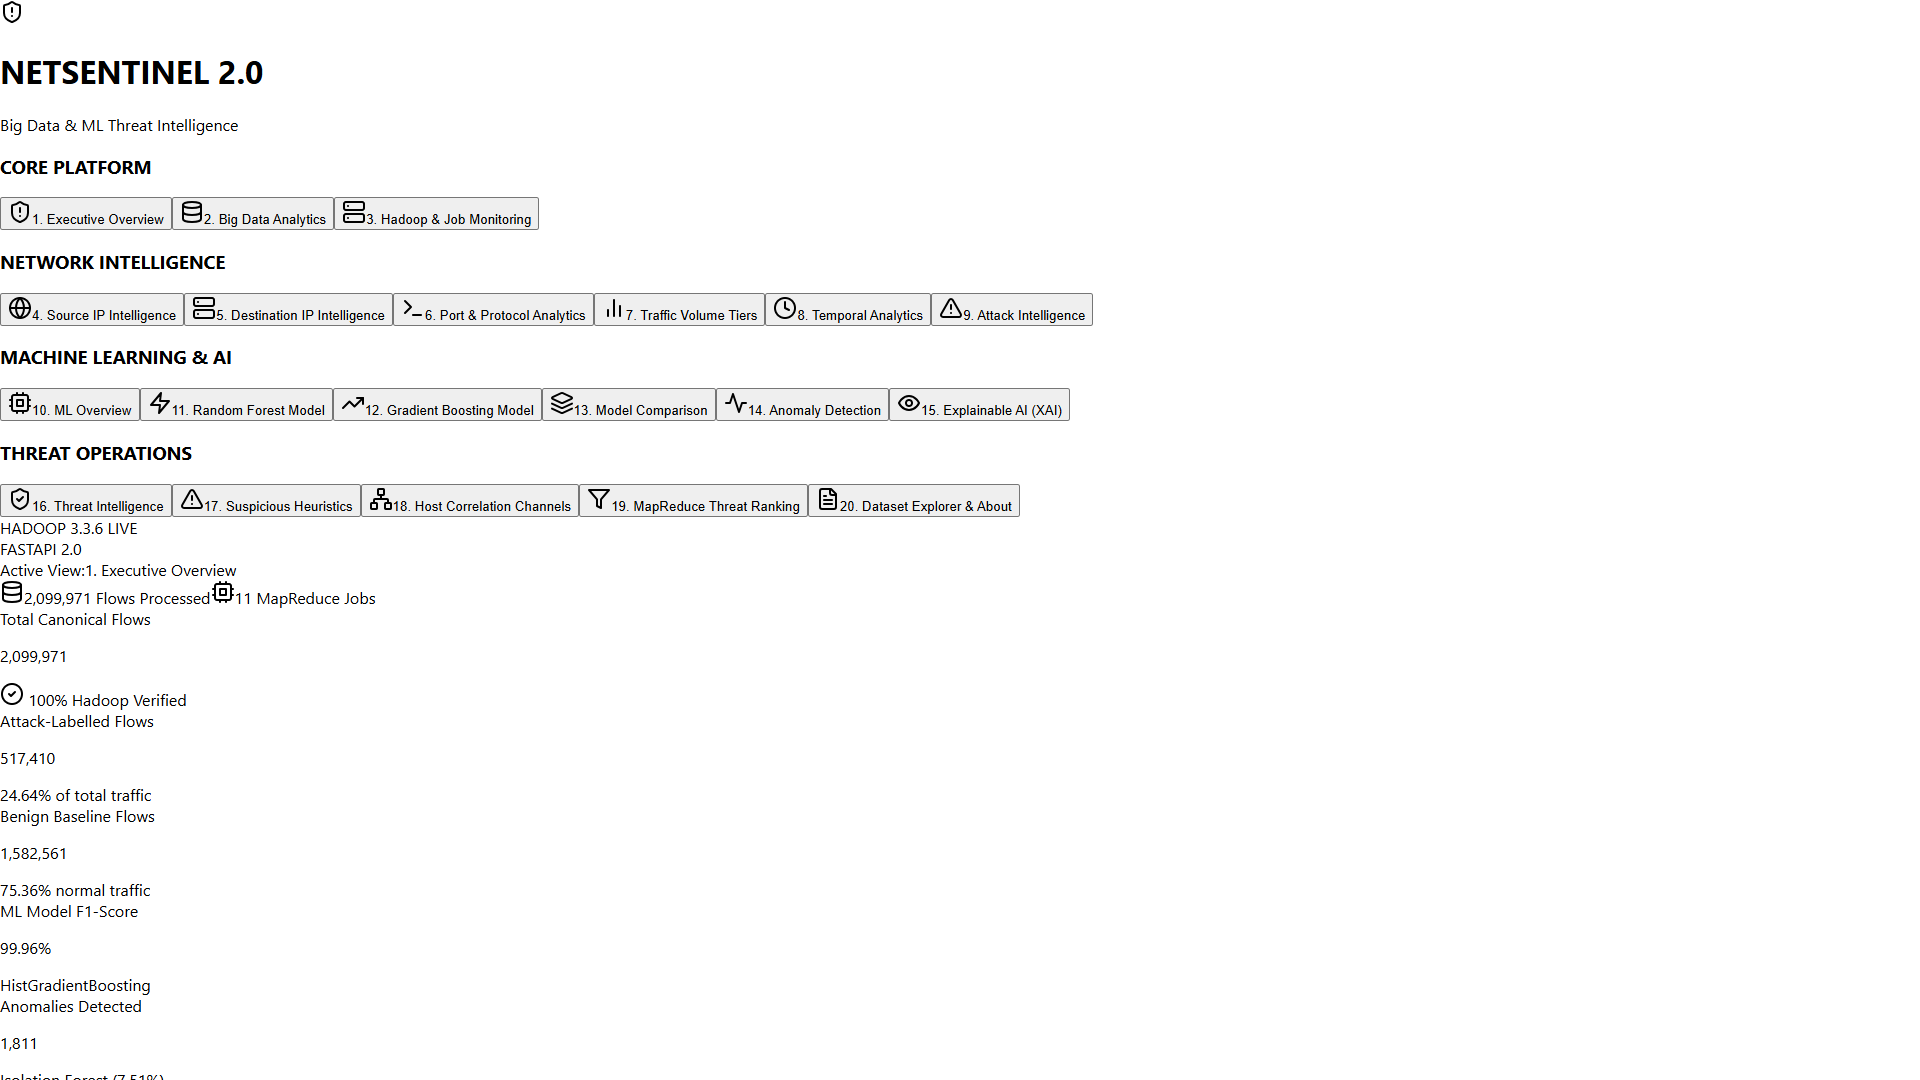 NETSENTINEL 2.0
Big Data & ML Threat Intelligence
CORE PLATFORM
1. Executive Overview 2. Big Data Analytics 3. Hadoop & Job Monitoring
NETWORK INTELLIGENCE
4. Source IP Intelligence 5. Destination IP Intelligence 6. Port & Protocol Analytics 7. Traffic Volume Tiers 8. Temporal Analytics 9. Attack Intelligence
MACHINE LEARNING & AI
10. ML Overview 11. Random Forest Model 12. Gradient Boosting Model 13. Model Comparison 14. Anomaly Detection 15. Explainable AI (XAI)
THREAT OPERATIONS
16. Threat Intelligence 17. Suspicious Heuristics 18. Host Correlation Channels 19. MapReduce Threat Ranking 20. Dataset Explorer & About
HADOOP 3.3.6 LIVE
FASTAPI 2.0
Active View:1. Executive Overview
2,099,971 Flows Processed 11 MapReduce Jobs
Total Canonical Flows
2,099,971
100% Hadoop Verified
Attack-Labelled Flows
517,410
24.64% of total traffic
Benign Baseline Flows
1,582,561
75.36% normal traffic
ML Model F1-Score
99.96%
HistGradientBoosting
Anomalies Detected
1,811
Isolation Forest (7.51%)